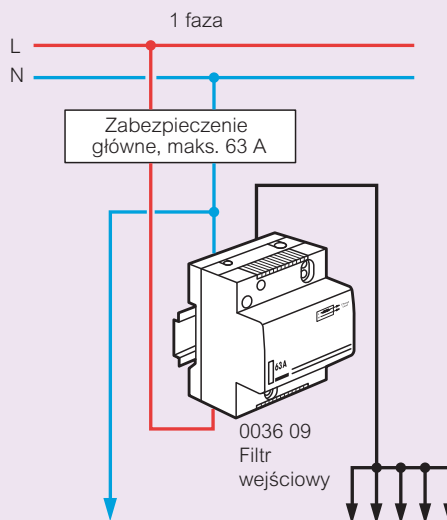 1 faza
L
N
Zabezpieczenie
główne, maks. 63 A
63A
0036 09
Filtr
wejściowy